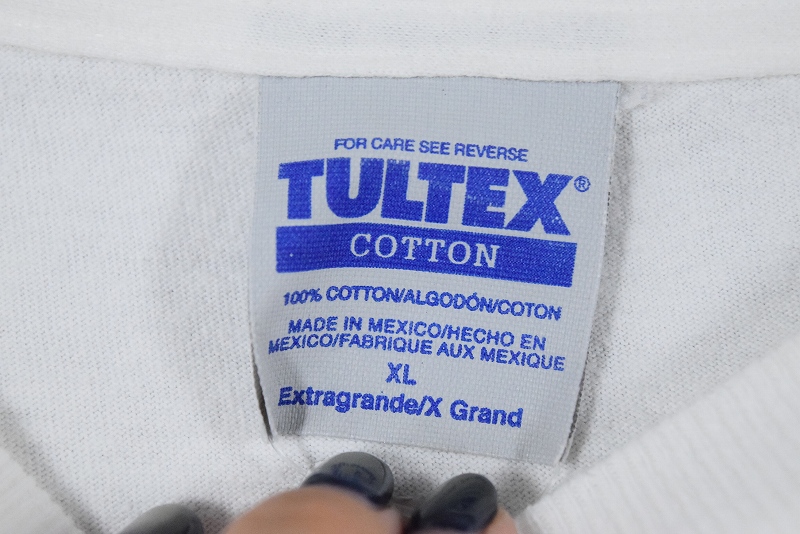 FOR CARE SEE REVERSE
TULTEX®
COTTON
100% COTTON/ALGODÓN/COTON
MADE IN MEXICO/HECHO EN
MEXICO/FABRIQUE AUX MEXIQUE
XL
Extragrande/X Grand